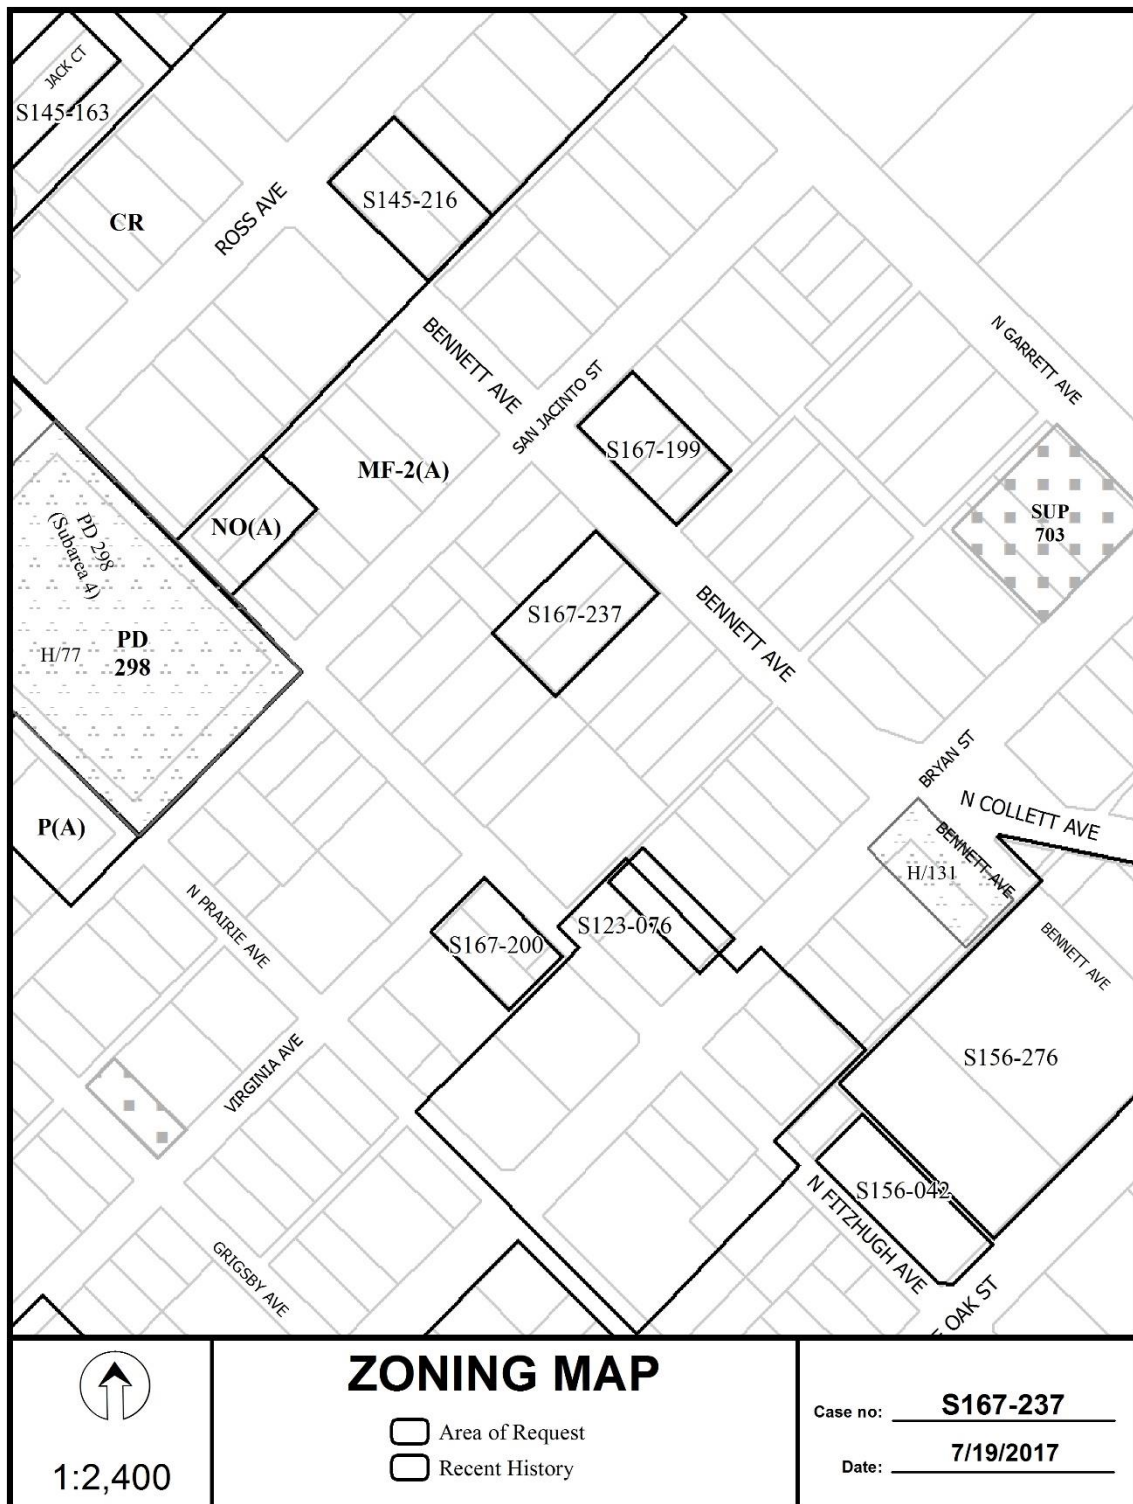 JACK CT
S145-163
CR
ROSS AVE
S145-216
BENNETT AVE
SAN JACINTO ST
N GARRETT AVE
S167-199
MF-2(A)
NO(A)
SUP
703
PD 298
(Subarea 4)
PD
298
H/77
S167-237
BENNETT AVE
P(A)
BRYAN ST
N COLLETT AVE
BENNETT AVE
H/131
N PRAIRIE AVE
S167-200
S123-076
BENNETT AVE
S156-276
VIRGINIA AVE
S156-042
N FITZHUGH AVE
GRIGSBY AVE
OAK ST
1:2,400
ZONING MAP
Area of Request
Recent History
Case no: S167-237
Date: 7/19/2017